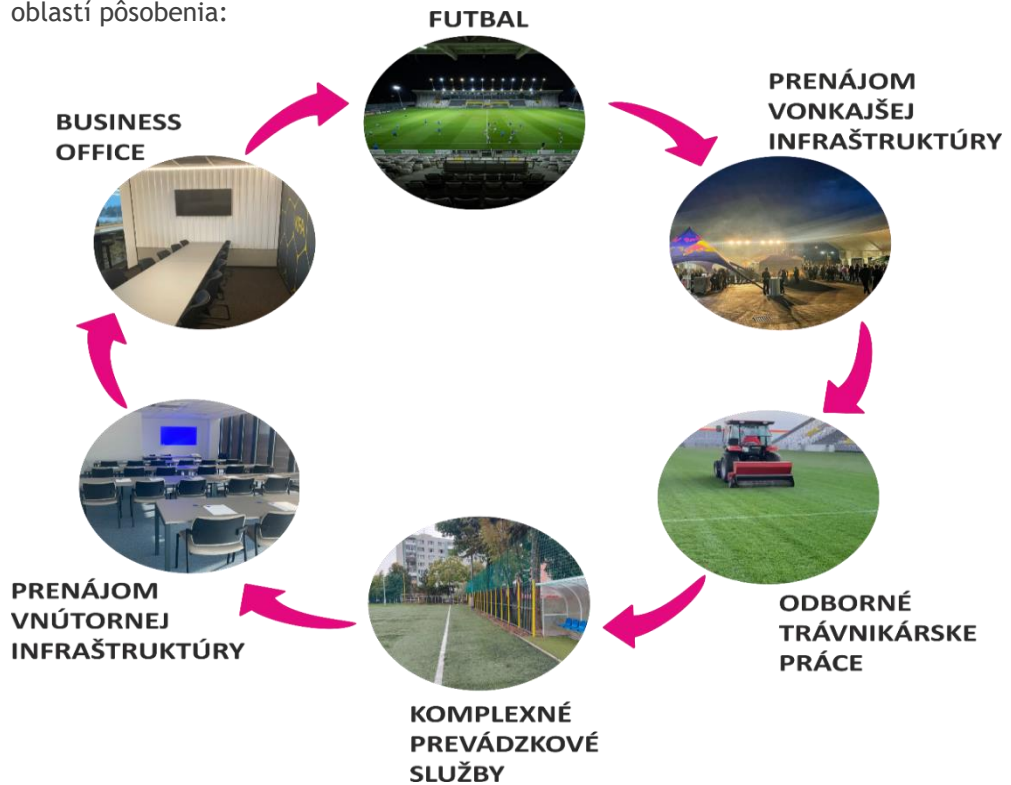 oblastí pôsobenia:
FUTBAL
PRENÁJOM
VONKAJŠEJ
INFRAŠTRUKTÚRY
ODBORNÉ
TRÁVNIKÁRSKE
PRÁCE
KOMPLEXNÉ
PREVÁDZKOVÉ
SLUŽBY
PRENÁJOM
VNÚTORNEJ
INFRAŠTRUKTÚRY
BUSINESS
OFFICE